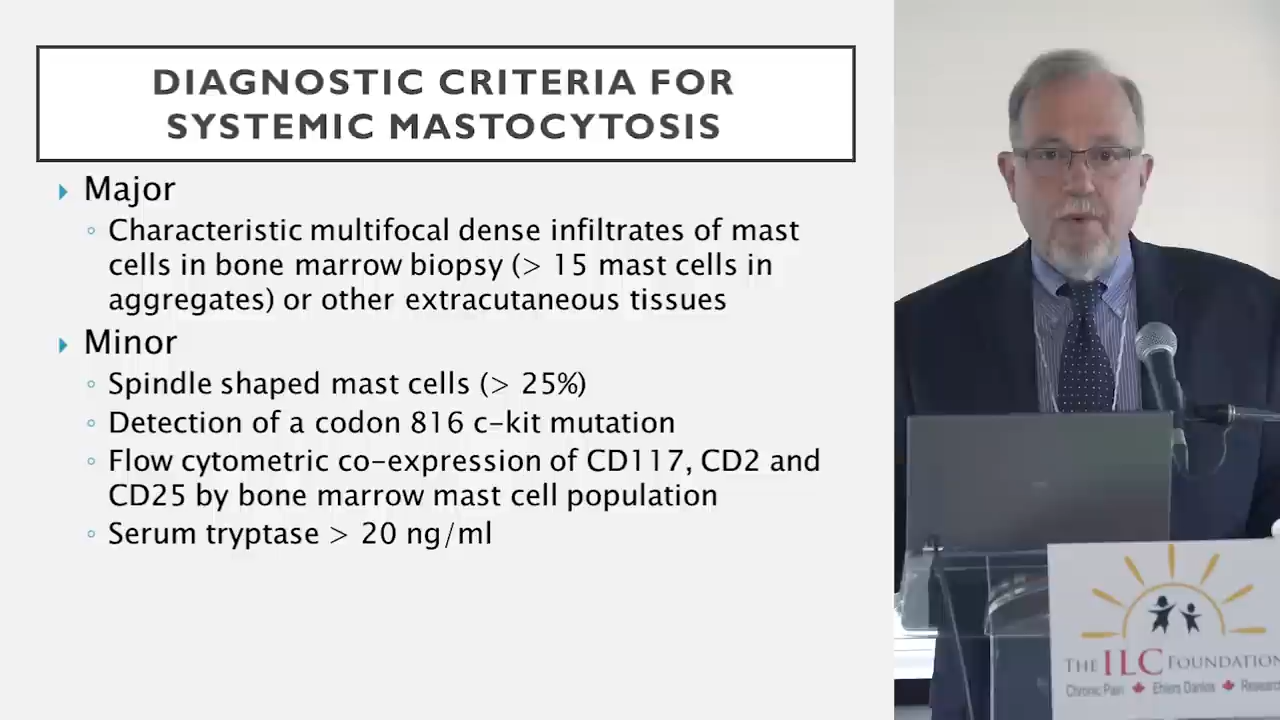 DIAGNOSTIC CRITERIA FOR
SYSTEMIC MASTOCYTOSIS
Major
Characteristic multifocal dense infiltrates of mast
cells in bone marrow biopsy (> 15 mast cells in
aggregates) or other extracutaneous tissues
Minor
Spindle shaped mast cells (> 25%)
Detection of a codon 816 c-kit mutation
Flow cytometric co-expression of CD117, CD2 and
CD25 by bone marrow mast cell population
Serum tryptase > 20 ng/ml
THE ILC FOUNDATION
Chronic Pain Ehlers Danlos Research